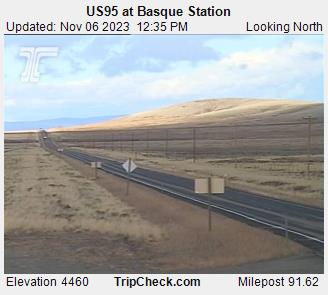 US95 at Basque Station
Updated: Nov 06 2023 12:35 PM Looking North
Elevation 4460 TripCheck.com Milepost 91.62